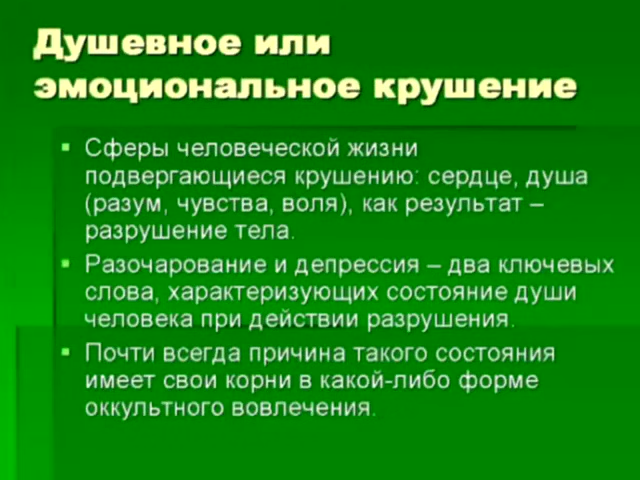 Душевное или
эмоциональное крушение
Сферы человеческой жизни
подвергающиеся крушению: сердце, душа
(разум, чувства, воля), как результат –
разрушение тела.
Разочарование и депрессия – два ключевых
слова, характеризующих состояние души
человека при действии разрушения.
Почти всегда причина такого состояния
имеет свои корни в какой-либо форме
оккультного вовлечения.